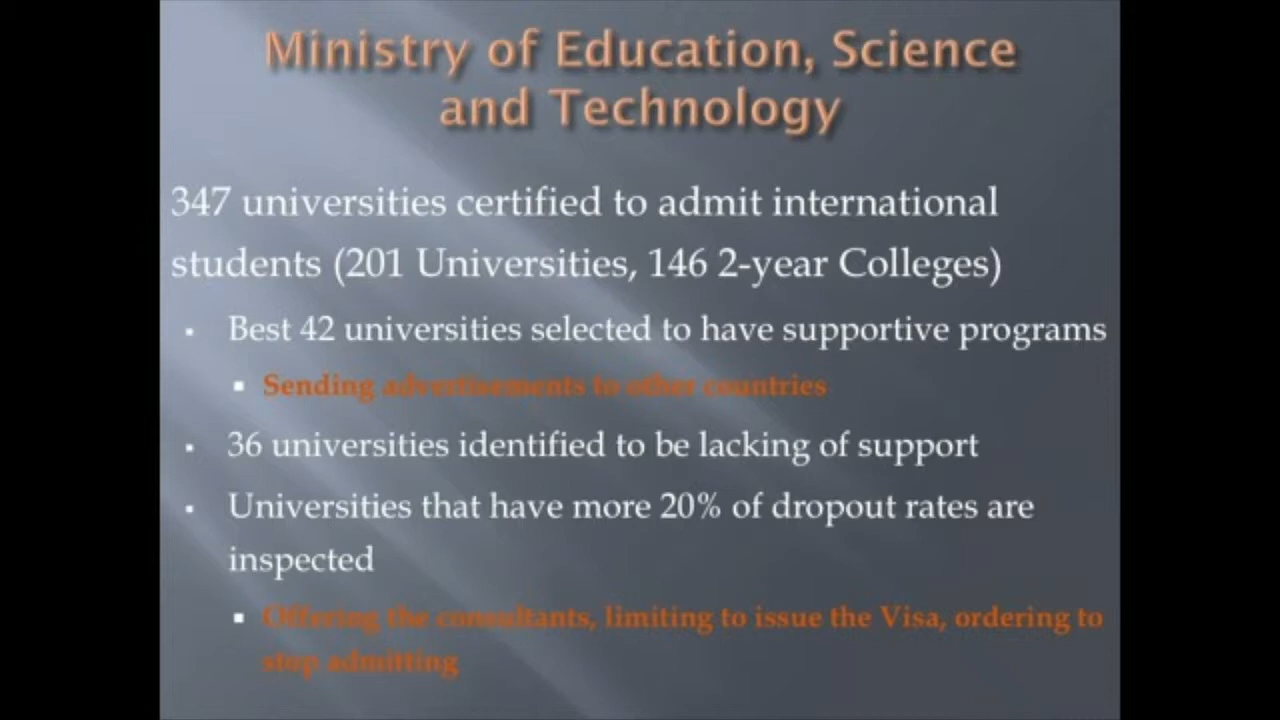 Ministry of Education, Science
and Technology
347 universities certified to admit international
students (201 Universities, 146 2-year Colleges)
▪ Best 42 universities selected to have supportive programs
▪ Sending advertisements to other countries
▪ 36 universities identified to be lacking of support
▪ Universities that have more 20% of dropout rates are
inspected
▪ Offering the consultants, limiting to issue the Visa, ordering to
stop admitting